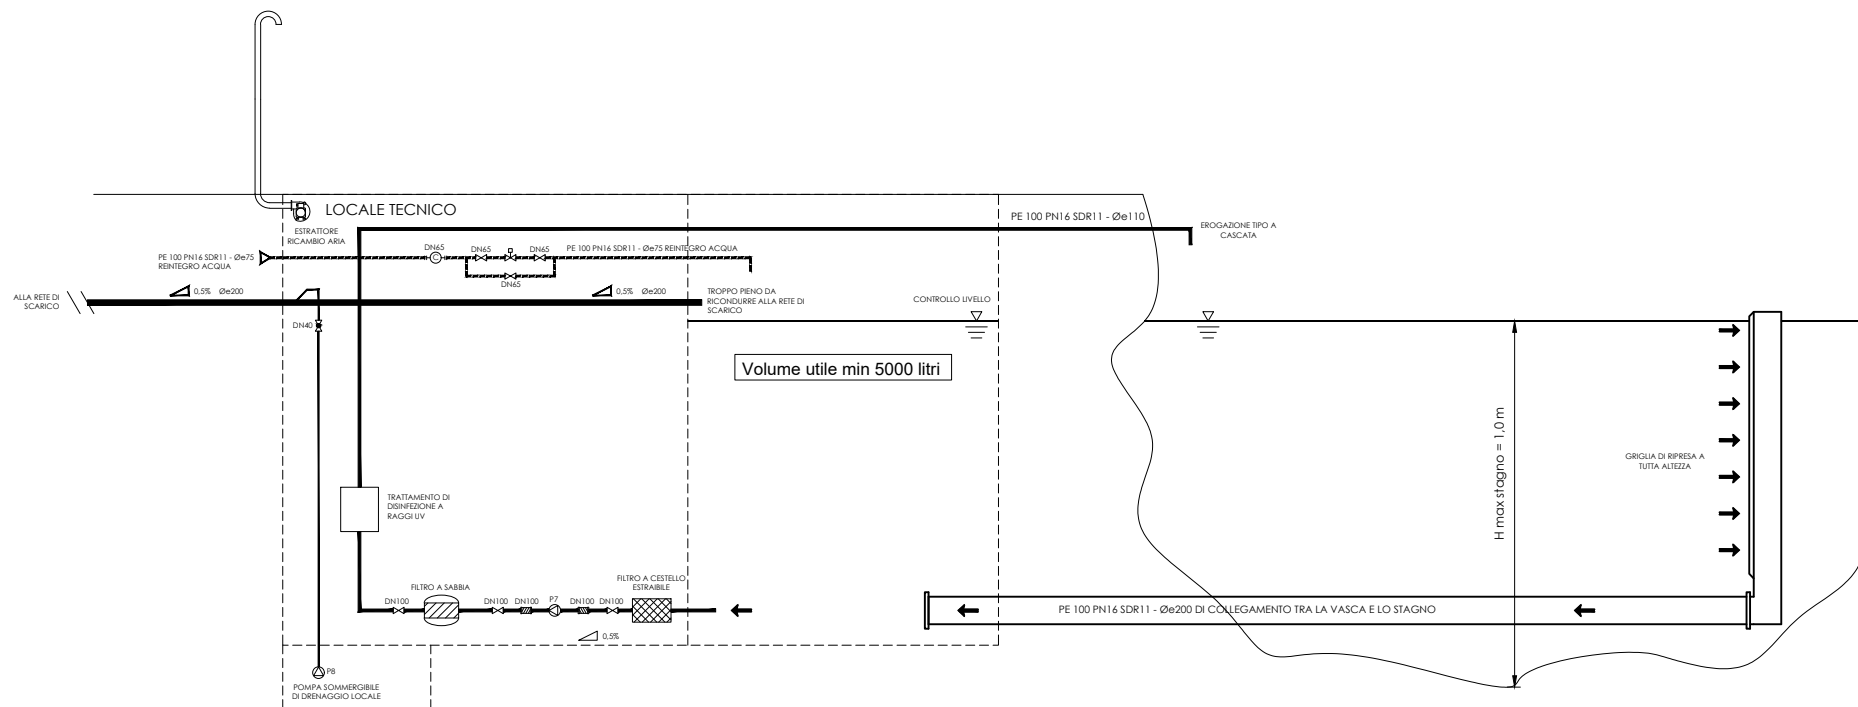 LOCALE TECNICO
ESTRATTORE
RICAMBIO ARIA
PE 100 PN16 SDR11 - Øe110
EROGAZIONE TIPO A
CASCATA
PE 100 PN16 SDR11 - Øe75
REINTEGRO ACQUA
DN65
C
DN65
DN65
DN65
PE 100 PN16 SDR11 - Øe75 REINTEGRO ACQUA
ALLA RETE DI
SCARICO
0,5% Øe200
0,5% Øe200
TROPPO PIENO DA
RICONDURRE ALLA RETE DI
SCARICO
CONTROLLO LIVELLO
DN40
Volume utile min 5000 litri
H max stagno = 1,0 m
GRIGLIA DI RIPRESA A
TUTTA ALTEZZA
TRATTAMENTO DI
DISINFEZIONE A
RAGGI UV
FILTRO A SABBIA
FILTRO A CESTELLO
ESTRAIBILE
DN100
DN100
DN100
P7
DN100
DN100
PE 100 PN16 SDR11 - Øe200 DI COLLEGAMENTO TRA LA VASCA E LO STAGNO
0,5%
P8
POMPA SOMMERGIBILE
DI DRENAGGIO LOCALE